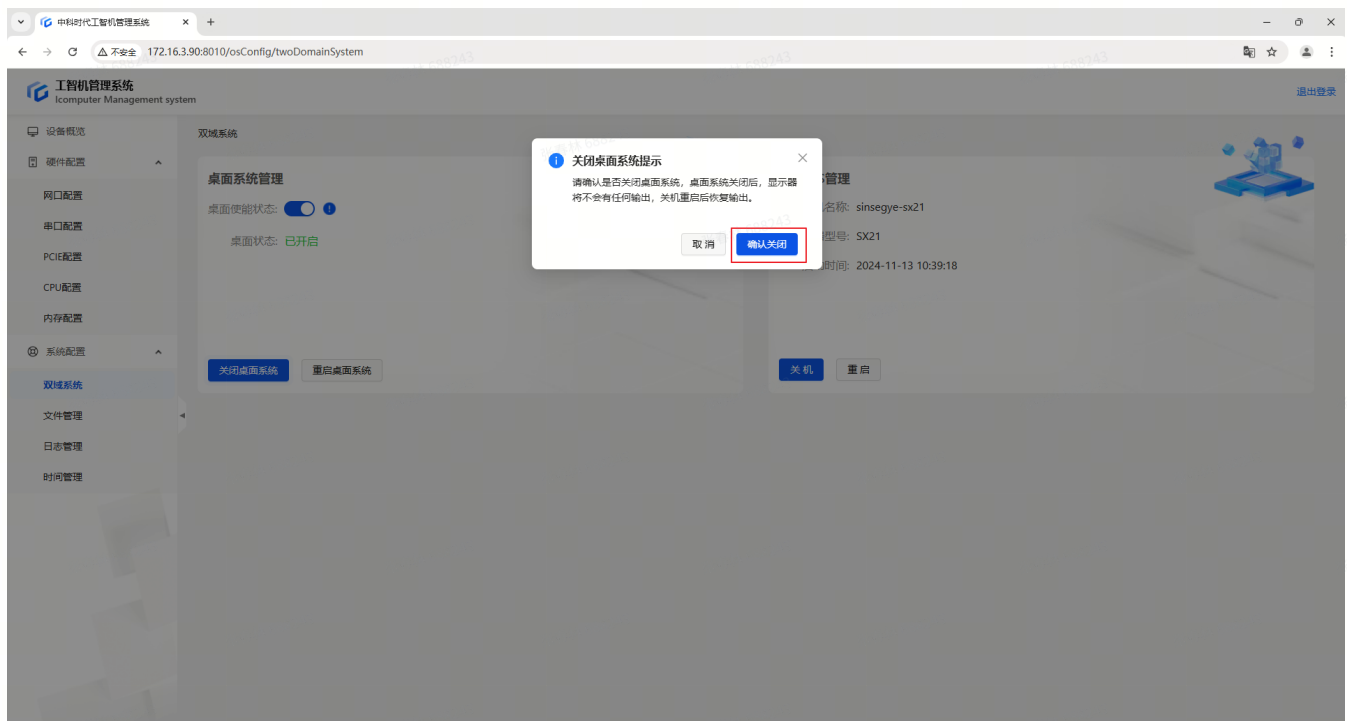 中科时代工智机管理系统
不安全 172.16.3.90:8010/osConfig/twoDomainSystem
工智机管理系统
Icomputer Management system
退出登录
设备概览
硬件配置
网口配置
串口配置
PCIE配置
CPU配置
内存配置
系统配置
双域系统
文件管理
日志管理
时间管理
双域系统
桌面系统管理
桌面使能状态:
桌面状态: 已开启
关闭桌面系统 重启桌面系统
关闭桌面系统提示
请确认是否关闭桌面系统，桌面系统关闭后，显示器
将不会有任何输出，关机重启后恢复输出。
取 消 确认关闭
管理
名称: sinsegye-sx21
型号: SX21
时间: 2024-11-13 10:39:18
关 机 重 启